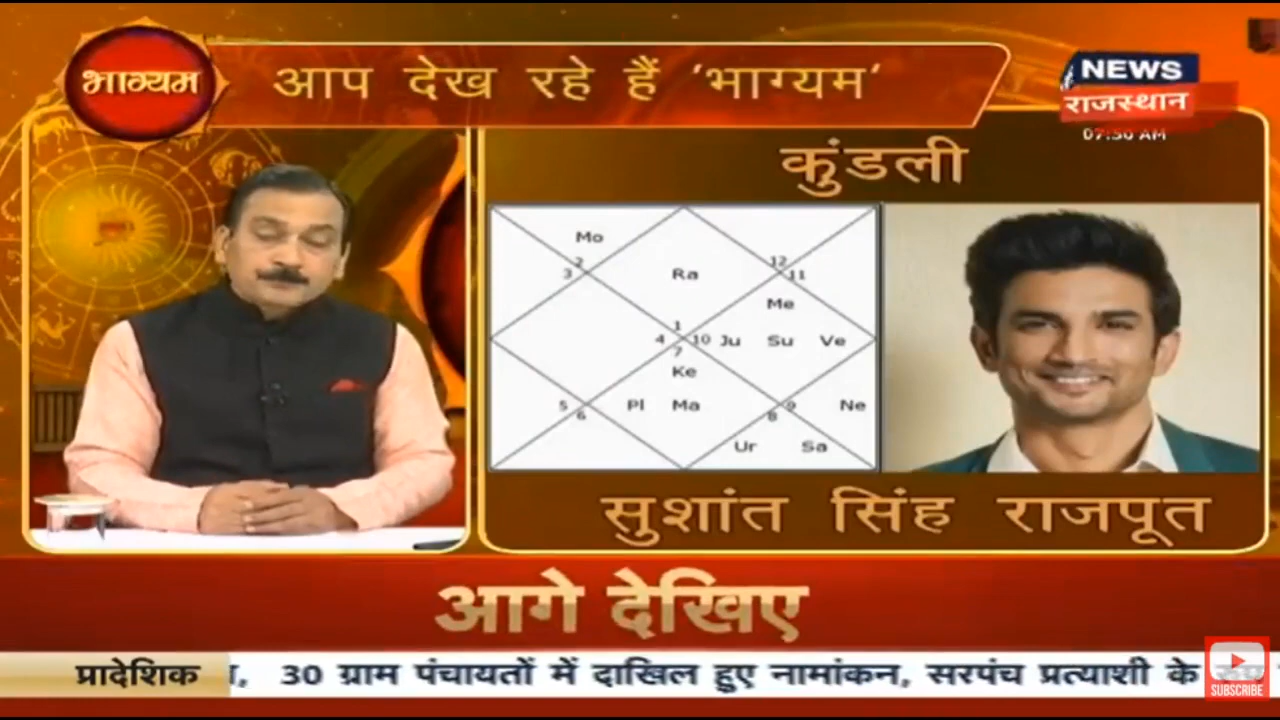 भाग्यम
आप देख रहे हैं 'भाग्यम'
NEWS
राजस्थान
07:50 AM
कुंडली
Mo
2
3
Ra
12
11
Me
1
4
10
Ju Su Ve
7
Ke
5
6
Pl Ma
9
8
Ne
Ur Sa
सुशांत सिंह राजपूत
आगे देखिए
प्रादेशिक
30 ग्राम पंचायतों में दाखिल हुए नामांकन, सरपंच प्रत्याशी के
SUBSCRIBE